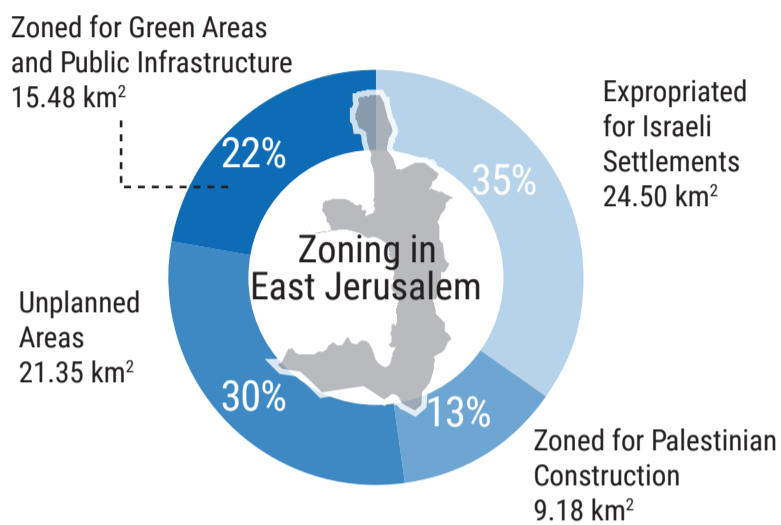 Zoned for Green Areas
and Public Infrastructure
15.48 km²
22%
35%
Expropriated
for Israeli
Settlements
24.50 km²
Zoning in
East Jerusalem
Unplanned
Areas
21.35 km²
30%
13%
Zoned for Palestinian
Construction
9.18 km²